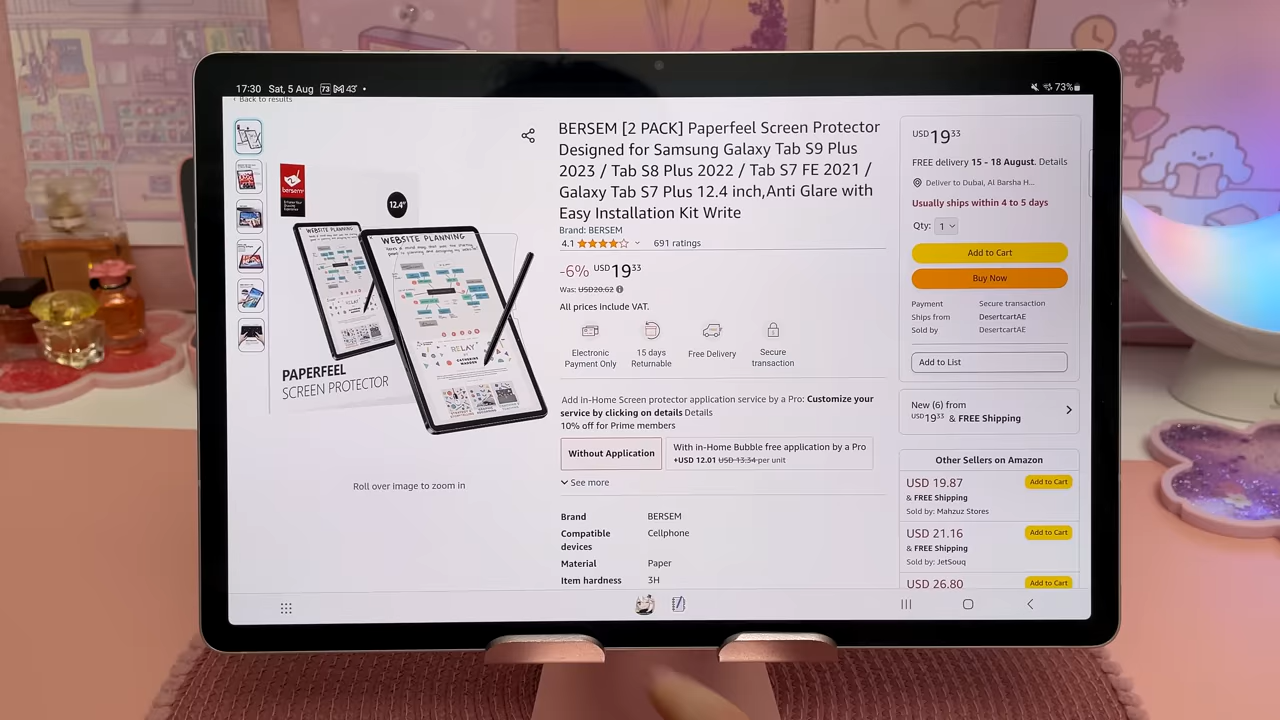 17:30 Sat, 5 Aug 73 43°
73%
Back to results
bersem
12.4"
WEBSITE PLANNING
WEBSITE PLANNING
RELAY
PAPERFEEL
SCREEN PROTECTOR
Roll over image to zoom in
BERSEM [2 PACK] Paperfeel Screen Protector
Designed for Samsung Galaxy Tab S9 Plus
2023 / Tab S8 Plus 2022 / Tab S7 FE 2021 /
Galaxy Tab S7 Plus 12.4 inch,Anti Glare with
Easy Installation Kit Write
Brand: BERSEM
4.1 691 ratings
-6% USD 19 33
Was: USD20.62
All prices include VAT.
Electronic
Payment Only
15 days
Returnable
Free Delivery
Secure
transaction
Add in-Home Screen protector application service by a Pro: Customize your
service by clicking on details Details
10% off for Prime members
Without Application
With in-Home Bubble free application by a Pro
+USD 12.01 USD 13.34 per unit
See more
Brand BERSEM
Compatible
devices
Cellphone
Material Paper
Item hardness 3H
USD 19 33
FREE delivery 15 - 18 August. Details
Deliver to Dubai, Al Barsha H...
Usually ships within 4 to 5 days
Qty: 1
Add to Cart
Buy Now
Payment Secure transaction
Ships from DesertcartAE
Sold by DesertcartAE
Add to List
New (6) from
USD 19 33 & FREE Shipping
Other Sellers on Amazon
USD 19.87 Add to Cart
& FREE Shipping
Sold by: Mahzuz Stores
USD 21.16 Add to Cart
& FREE Shipping
Sold by: JetSouq
USD 26.80 Add to Cart